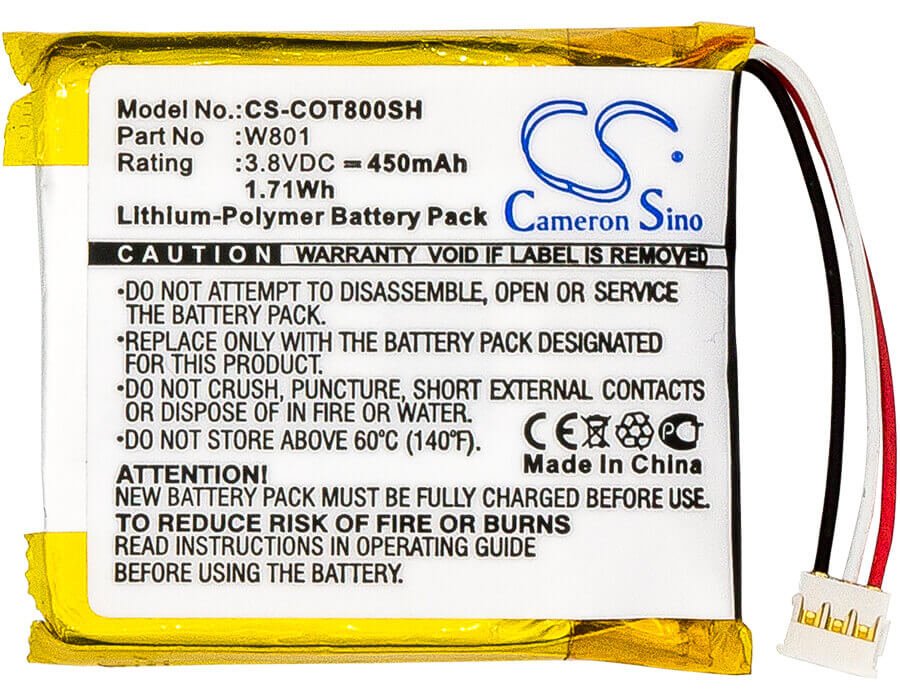 Model No.:CS-COT800SH
Part No :W801
Rating :3.8VDC = 450mAh
1.71Wh
Lithium-Polymer Battery Pack
CS
Cameron Sino
CAUTION WARRANTY VOID IF LABEL IS REMOVED
•DO NOT ATTEMPT TO DISASSEMBLE, OPEN OR SERVICE
THE BATTERY PACK.
•REPLACE ONLY WITH THE BATTERY PACK DESIGNATED
FOR THIS PRODUCT.
•DO NOT CRUSH, PUNCTURE, SHORT EXTERNAL CONTACTS
OR DISPOSE OF IN FIRE OR WATER.
•DO NOT STORE ABOVE 60°C (140°F).
CE PCT
Made in China
ATTENTION:
NEW BATTERY PACK MUST BE FULLY CHARGED BEFORE USE.
TO REDUCE RISK OF FIRE OR BURNS
READ INSTRUCTIONS IN OPERATING GUIDE
BEFORE USING THIS BATTERY PACK.